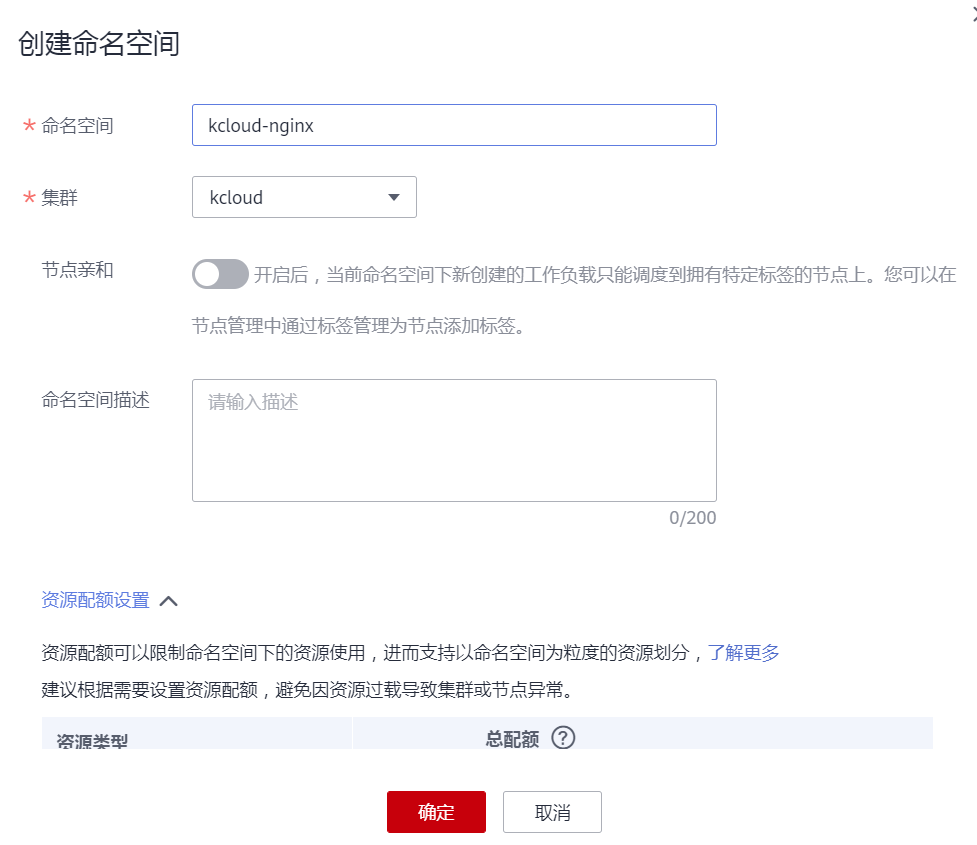 创建命名空间
* 命名空间
kcloud-nginx
* 集群
kcloud
节点亲和
开启后，当前命名空间下新创建的工作负载只能调度到拥有特定标签的节点上。您可以在
节点管理中通过标签管理为节点添加标签。
命名空间描述
请输入描述
0/200
资源配额设置
资源配额可以限制命名空间下的资源使用，进而支持以命名空间为粒度的资源划分，了解更多
建议根据需要设置资源配额，避免因资源过载导致集群或节点异常。
资源类型 总配额 ?
确定 取消